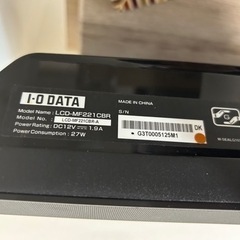 I-O DATA
Model Name: LCD-MF221CBR
Model No.: LCD-MF221CBR-A
Power Rating: DC12V ⎓ 1.9A
Power Consumption: 27W
MADE IN CHINA
S/N
G3T0005125M1
OK
G